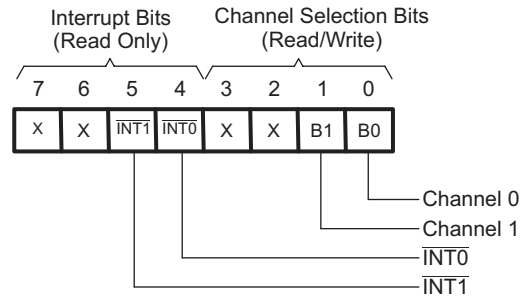 Interrupt Bits
(Read Only)
Channel Selection Bits
(Read/Write)
7 6 5 4 3 2 1 0
X X INT1 INT0 X X B1 B0
Channel 0
Channel 1
INT0
INT1